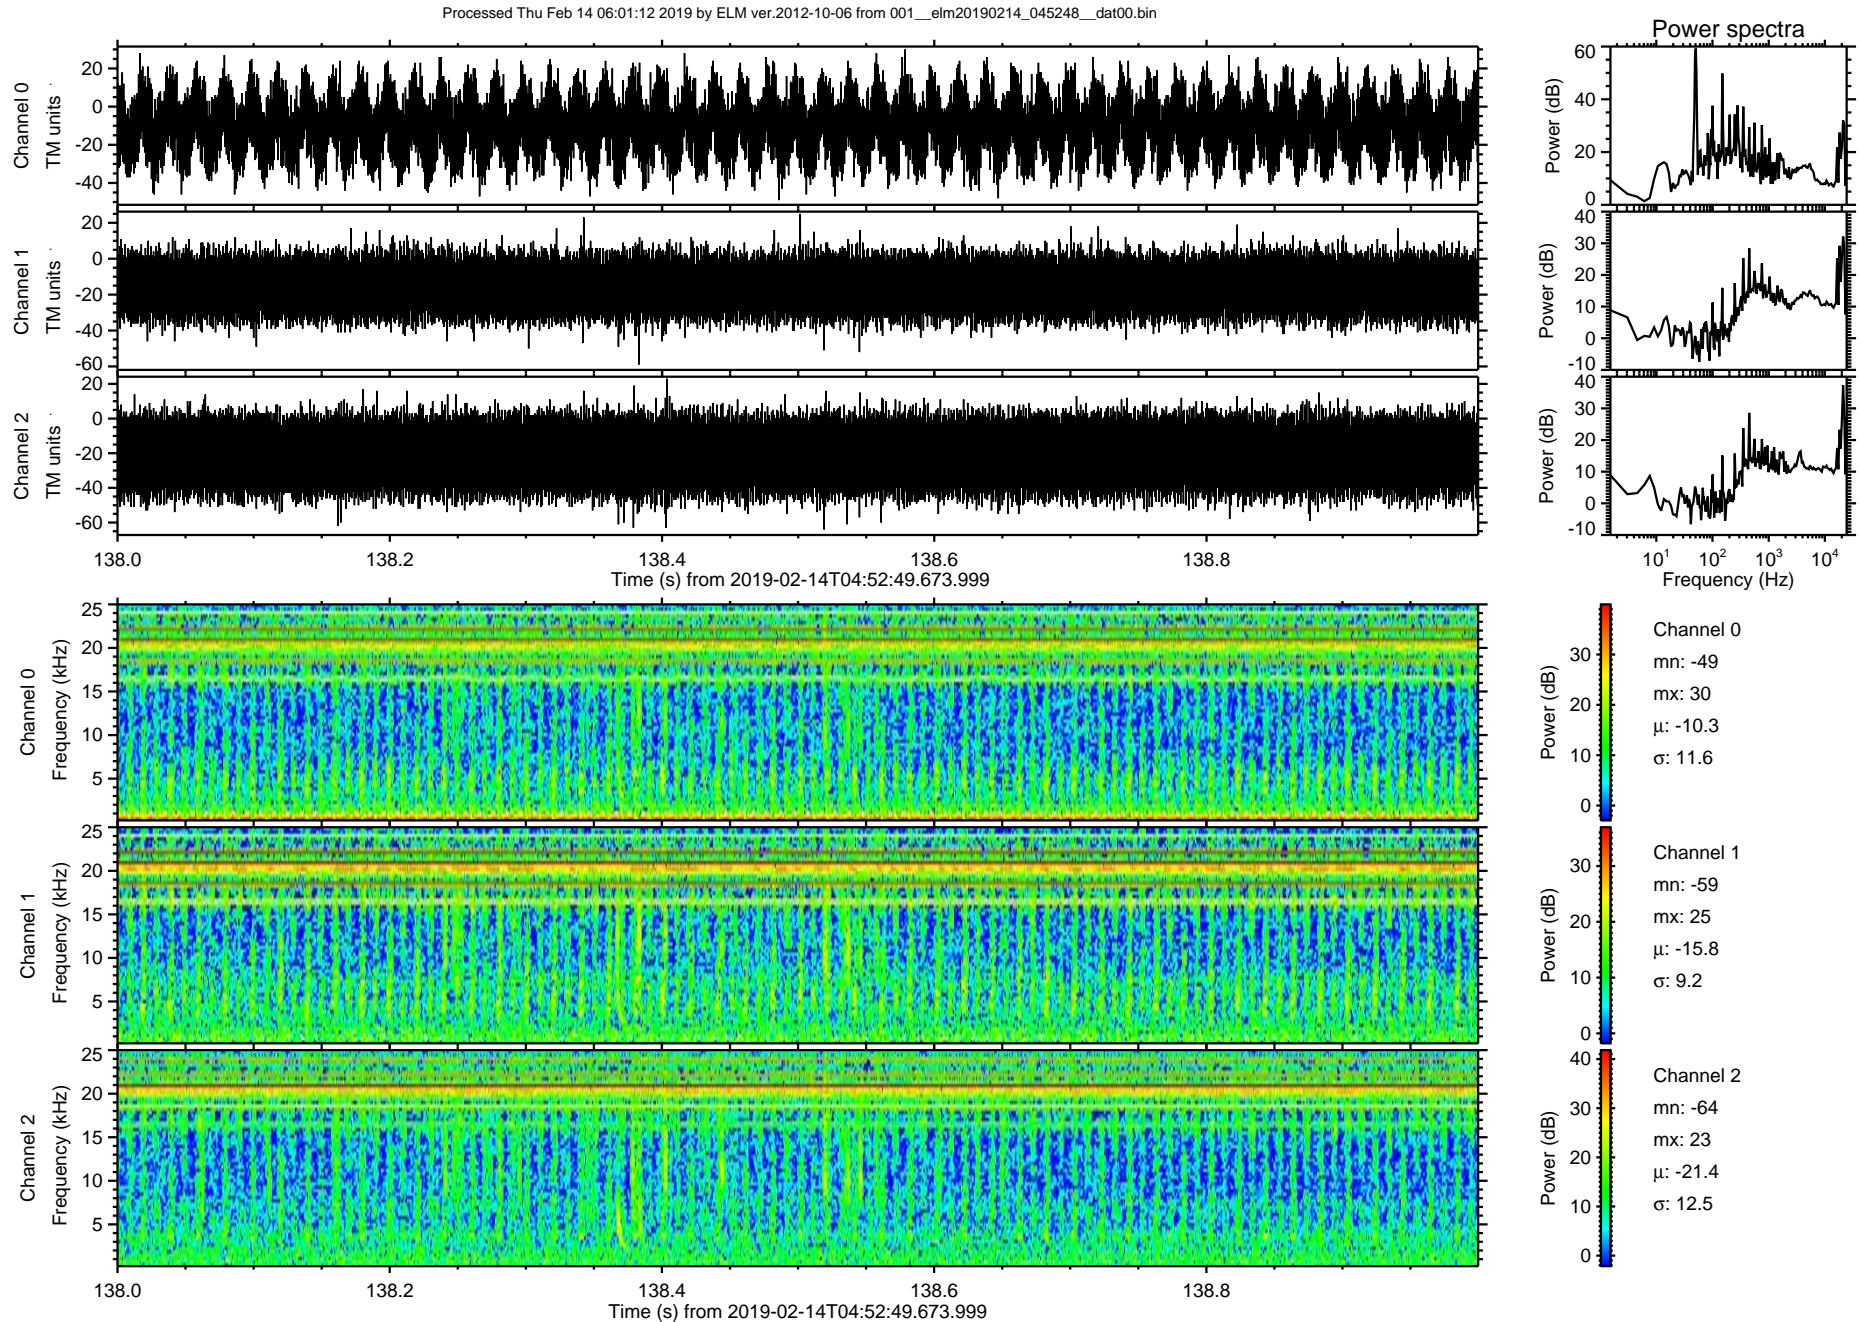 Processed Thu Feb 14 06:01:12 2019 by ELM ver.2012-10-06 from 001__elm20190214_045248__dat00.bin
Power spectra
Channel 0
TM units
20
0
-20
-40
Power (dB)
60
40
20
0
Channel 1
TM units
20
0
-20
-40
-60
Power (dB)
40
30
20
10
0
-10
Channel 2
TM units
20
0
-20
-40
-60
Power (dB)
40
30
20
10
0
-10
138.0 138.2 138.4 138.6 138.8
Time (s) from 2019-02-14T04:52:49.673.999
10¹ 10² 10³ 10⁴
Frequency (Hz)
Channel 0
Frequency (kHz)
25
20
15
10
5
Power (dB)
30
20
10
0
Channel 0
mn: -49
mx: 30
μ: -10.3
σ: 11.6
Channel 1
Frequency (kHz)
25
20
15
10
5
Power (dB)
30
20
10
0
Channel 1
mn: -59
mx: 25
μ: -15.8
σ: 9.2
Channel 2
Frequency (kHz)
25
20
15
10
5
Power (dB)
40
30
20
10
0
Channel 2
mn: -64
mx: 23
μ: -21.4
σ: 12.5
138.0 138.2 138.4 138.6 138.8
Time (s) from 2019-02-14T04:52:49.673.999